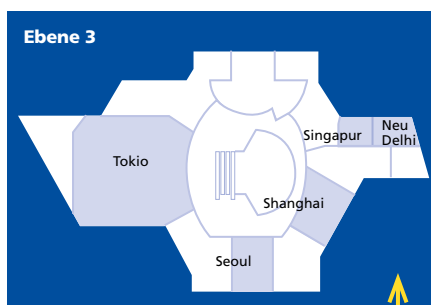 Ebene 3
Singapur
Neu
Delhi
Tokio
Shanghai
Seoul